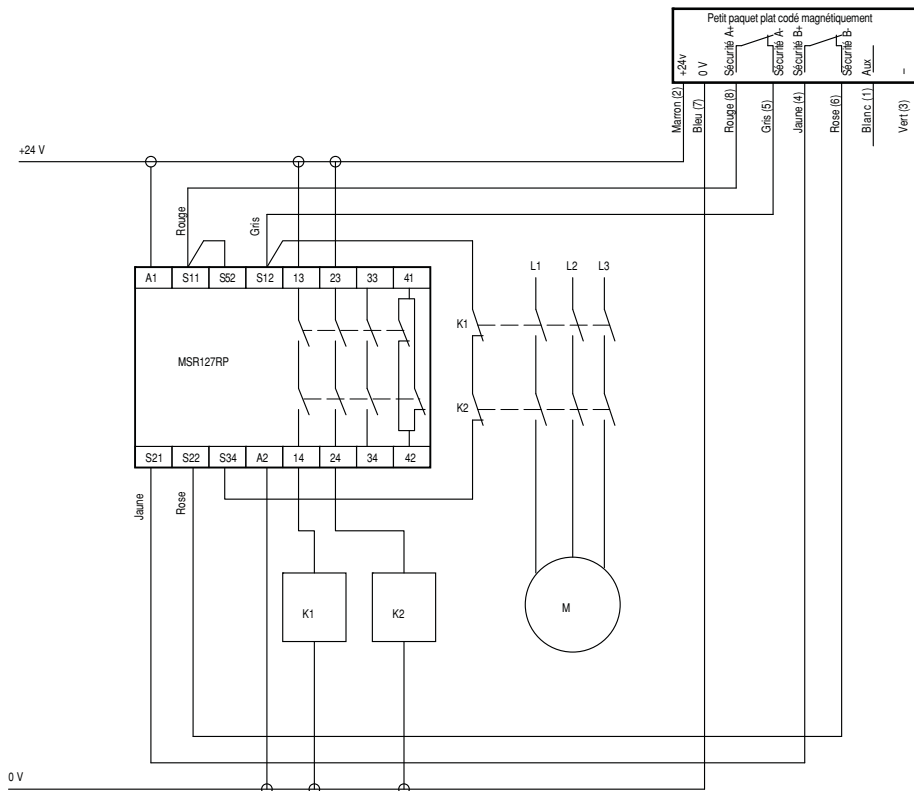 Petit paquet plat codé magnétiquement
+24v
0 V
Sécurité A+
Sécurité A-
Sécurité B+
Sécurité B-
Aux
–
Marron (2)
Bleu (7)
Rouge (8)
Gris (5)
Jaune (4)
Rose (6)
Blanc (1)
Vert (3)
+24 V
Rouge
Gris
A1 S11 S52 S12 13 23 33 41
L1 L2 L3
K1
MSR127RP
K2
S21 S22 S34 A2 14 24 34 42
Jaune
Rose
K1
K2
M
0 V